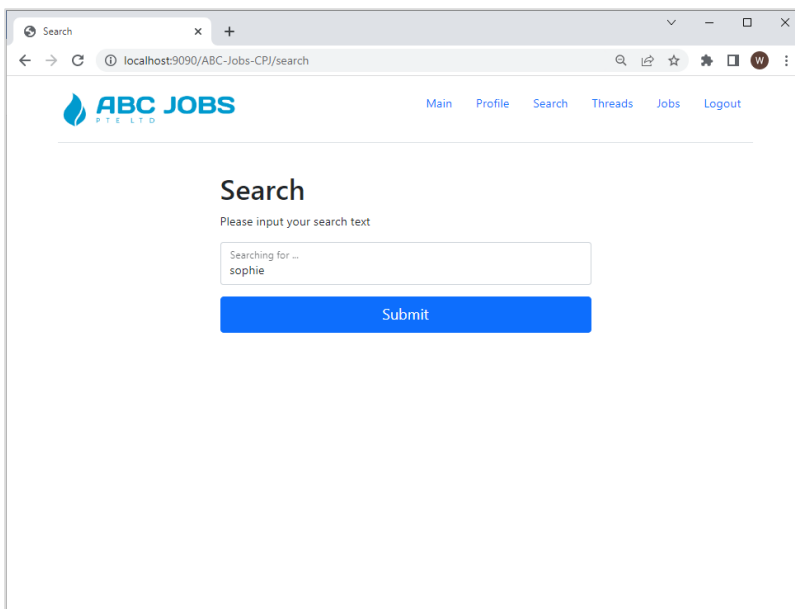 Search
localhost:9090/ABC-Jobs-CPJ/search
W
ABC JOBS
PTE LTD
Main Profile Search Threads Jobs Logout
Search
Please input your search text
Searching for ...
sophie
Submit